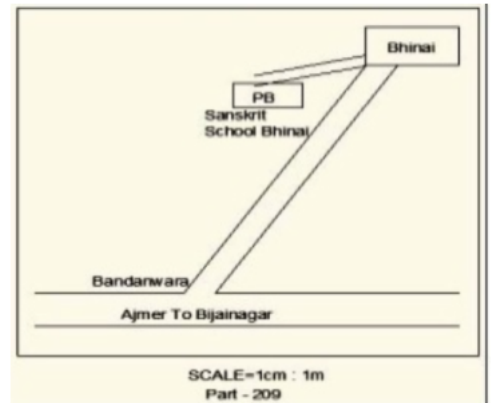 Bhinai
PB
Sanskrit
School Bhinai
Bandanwara
Ajmer To Bijainagar
SCALE=1cm : 1m
Part - 209